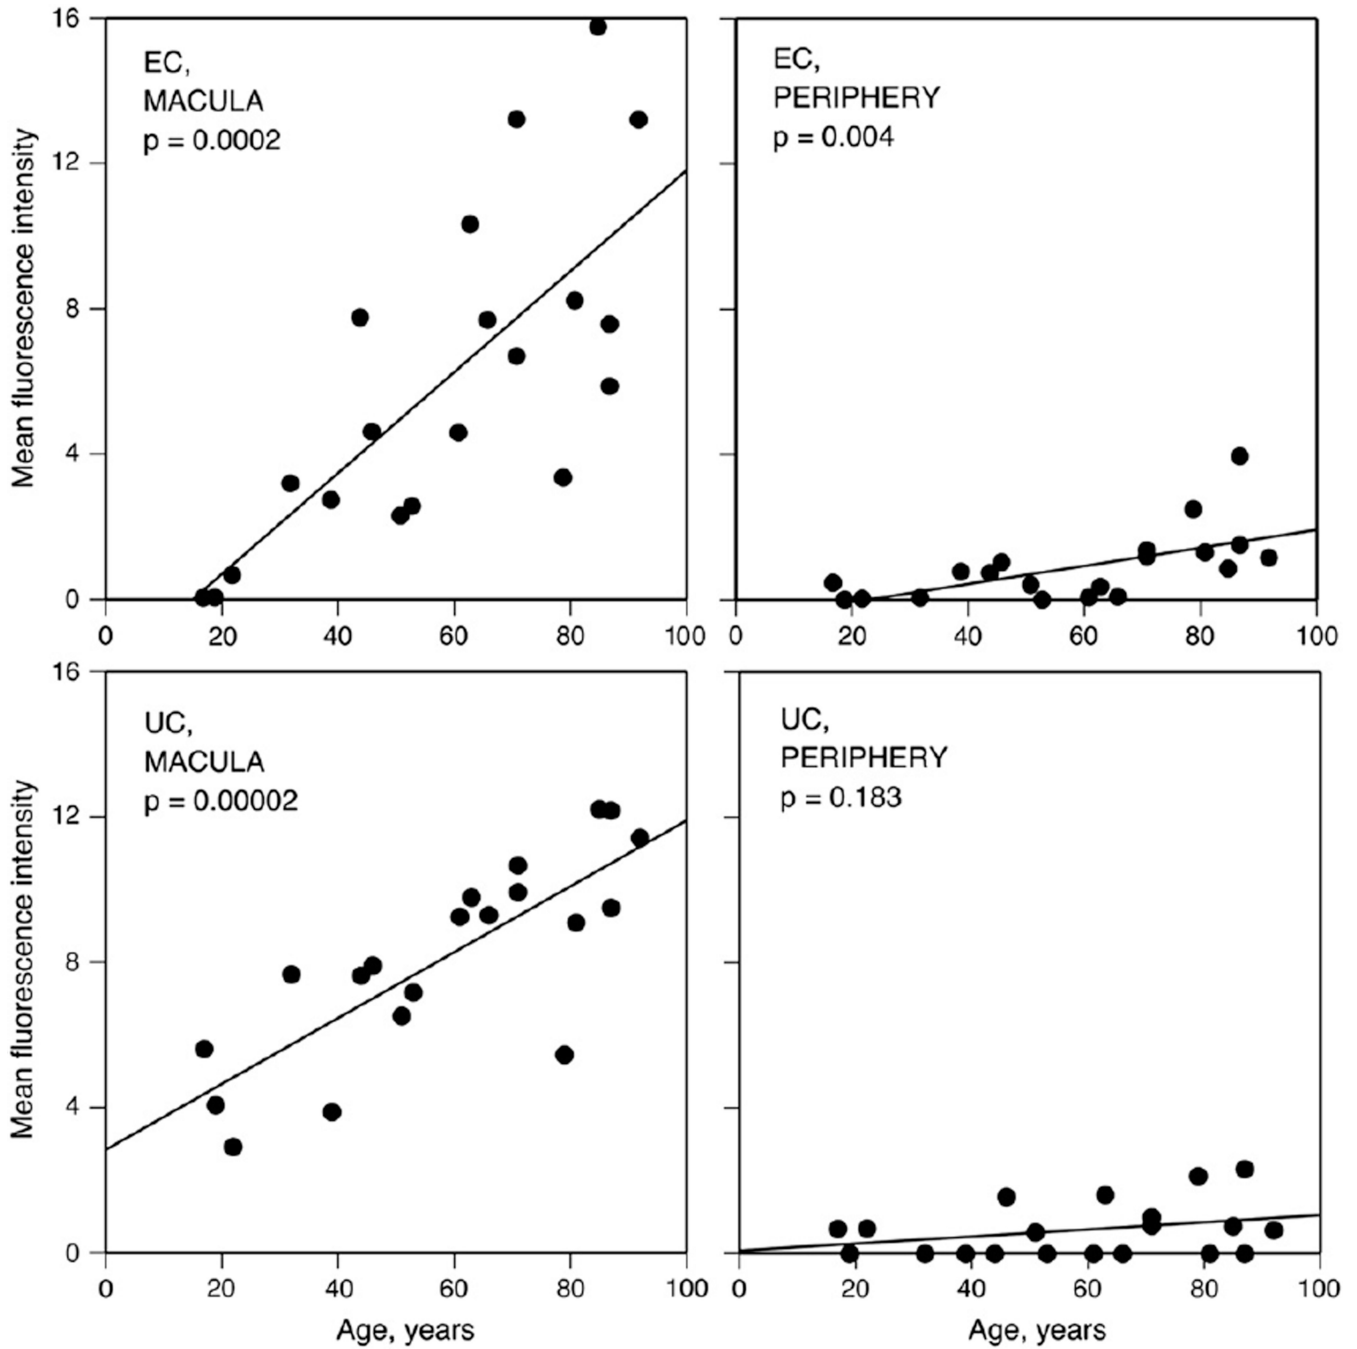 16
12
8
4
0
Mean fluorescence intensity
EC,
MACULA
p = 0.0002
0 20 40 60 80 100
EC,
PERIPHERY
p = 0.004
0 20 40 60 80 100
16
12
8
4
0
Mean fluorescence intensity
UC,
MACULA
p = 0.00002
0 20 40 60 80 100
Age, years
UC,
PERIPHERY
p = 0.183
0 20 40 60 80 100
Age, years